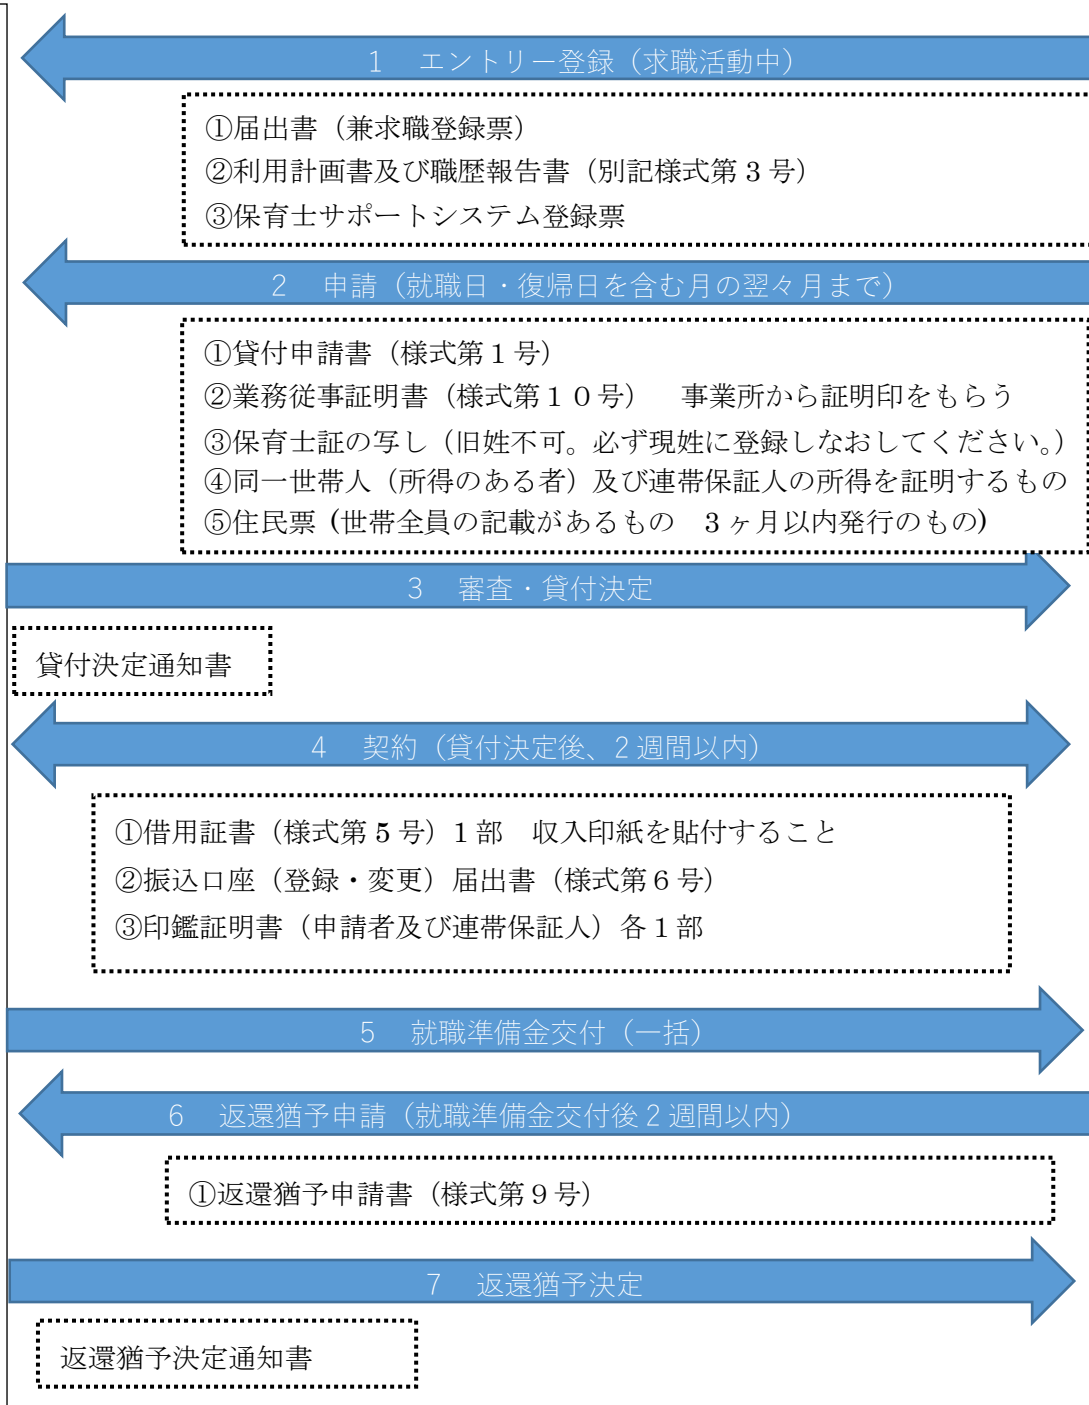 1　エントリー登録（求職活動中）
①届出書（兼求職登録票）
②利用計画書及び職歴報告書（別記様式第３号）
③保育士サポートシステム登録票
2　申請（就職日・復帰日を含む月の翌々月まで）
①貸付申請書（様式第１号）
②業務従事証明書（様式第１０号）　事業所から証明印をもらう
③保育士証の写し（旧姓不可。必ず現姓に登録しなおしてください。）
④同一世帯人（所得のある者）及び連帯保証人の所得を証明するもの
⑤住民票 (世帯全員の記載があるもの　３ヶ月以内発行のもの)
3　審査・貸付決定
貸付決定通知書
4　契約（貸付決定後、2週間以内）
①借用証書（様式第５号）１部　収入印紙を貼付すること
②振込口座（登録・変更）届出書（様式第６号）
③印鑑証明書（申請者及び連帯保証人）各１部
5　就職準備金交付（一括）
6　返還猶予申請（就職準備金交付後2週間以内）
①返還猶予申請書（様式第９号）
7　返還猶予決定
返還猶予決定通知書